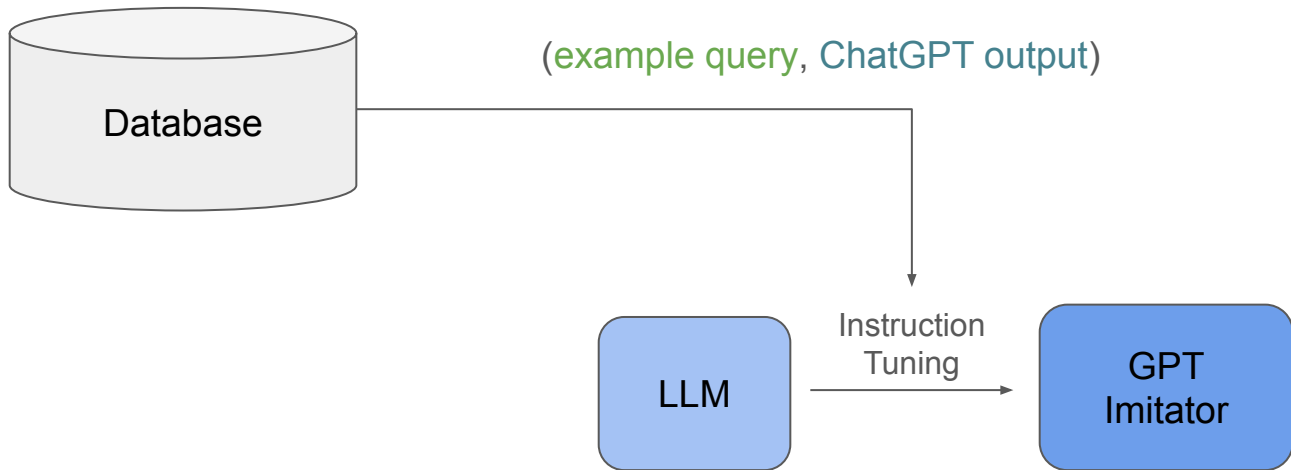 (example query, ChatGPT output)
Database
Instruction
Tuning
LLM
GPT
Imitator